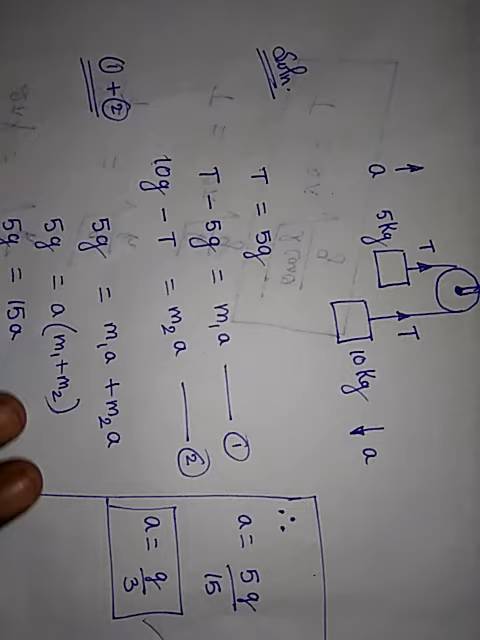 T T
a ↑ 5kg 10kg ↓ a
Soln.
T = 5g
T - 5g = m₁a — ①
10g - T = m₂a — ②
① + ②
5g = m₁a + m₂a
5g = a(m₁+m₂)
5g = 15a
∴ a = 5g/15
a = g/3